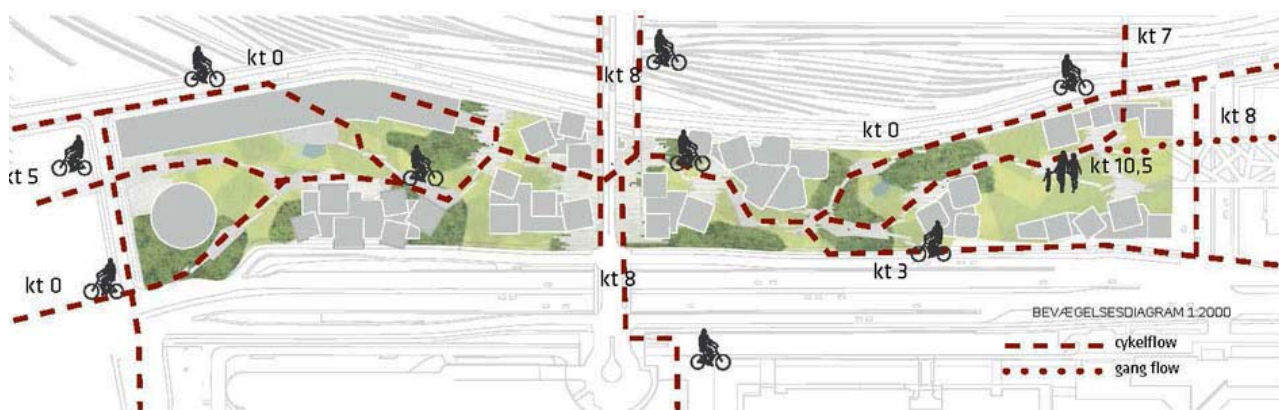 kt 0
kt 8
kt 7
kt 0
kt 8
kt 5
kt 10,5
kt 0
kt 8
kt 3
BEVÆGELSESDIAGRAM 1:2000
cykelflow
gang flow